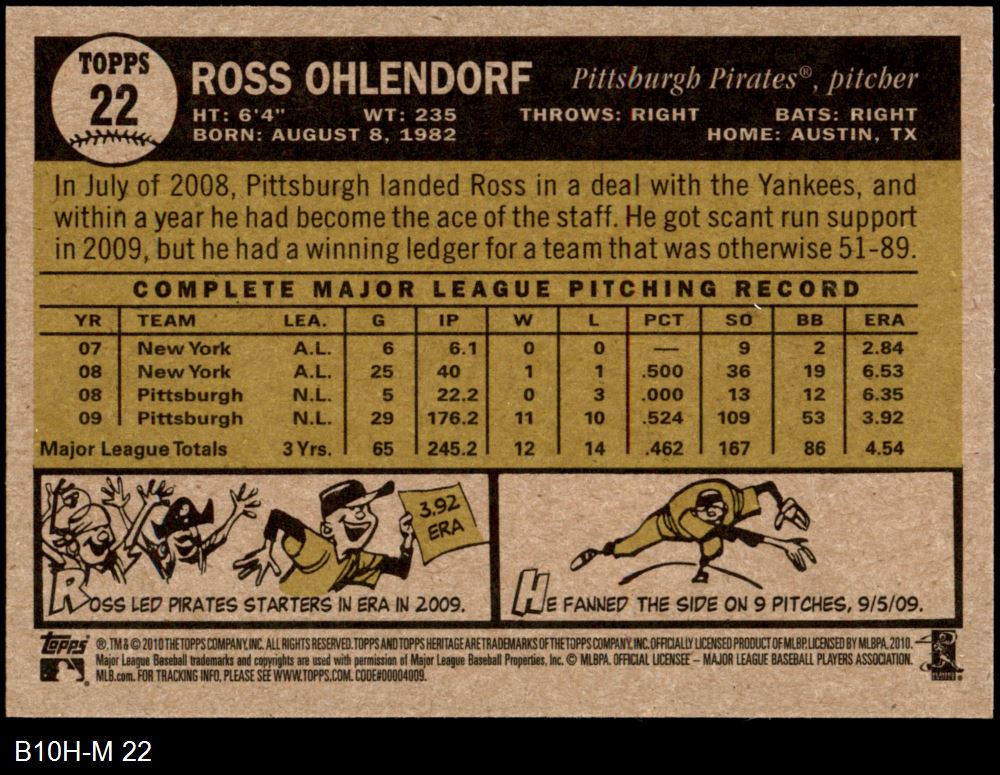 TOPPS
22
ROSS OHLENDORF
Pittsburgh Pirates®, pitcher
HT: 6'4" WT: 235 THROWS: RIGHT BATS: RIGHT
BORN: AUGUST 8, 1982 HOME: AUSTIN, TX
In July of 2008, Pittsburgh landed Ross in a deal with the Yankees, and
within a year he had become the ace of the staff. He got scant run support
in 2009, but he had a winning ledger for a team that was otherwise 51-89.
COMPLETE MAJOR LEAGUE PITCHING RECORD
YR TEAM LEA. G IP W L PCT SO BB ERA
07 New York A.L. 6 6.1 0 0 — 9 2 2.84
08 New York A.L. 25 40 1 1 .500 36 19 6.53
08 Pittsburgh N.L. 5 22.2 0 3 .000 13 12 6.35
09 Pittsburgh N.L. 29 176.2 11 10 .524 109 53 3.92
Major League Totals 3 Yrs. 65 245.2 12 14 .462 167 86 4.54
3.92
ERA
ROSS LED PIRATES STARTERS IN ERA IN 2009.
HE FANNED THE SIDE ON 9 PITCHES, 9/5/09.
Topps ®, TM & © 2010 THE TOPPS COMPANY, INC. ALL RIGHTS RESERVED. TOPPS AND TOPPS HERITAGE ARE TRADEMARKS OF THE TOPPS COMPANY, INC. OFFICIALLY LICENSED PRODUCT OF MLBP. LICENSED BY MLBPA, 2010.
Major League Baseball trademarks and copyrights are used with permission of Major League Baseball Properties, Inc. © MLBPA. OFFICIAL LICENSEE – MAJOR LEAGUE BASEBALL PLAYERS ASSOCIATION.
MLB.com. FOR TRACKING INFO, PLEASE SEE WWW.TOPPS.COM. CODE#00004009.
B10H-M 22